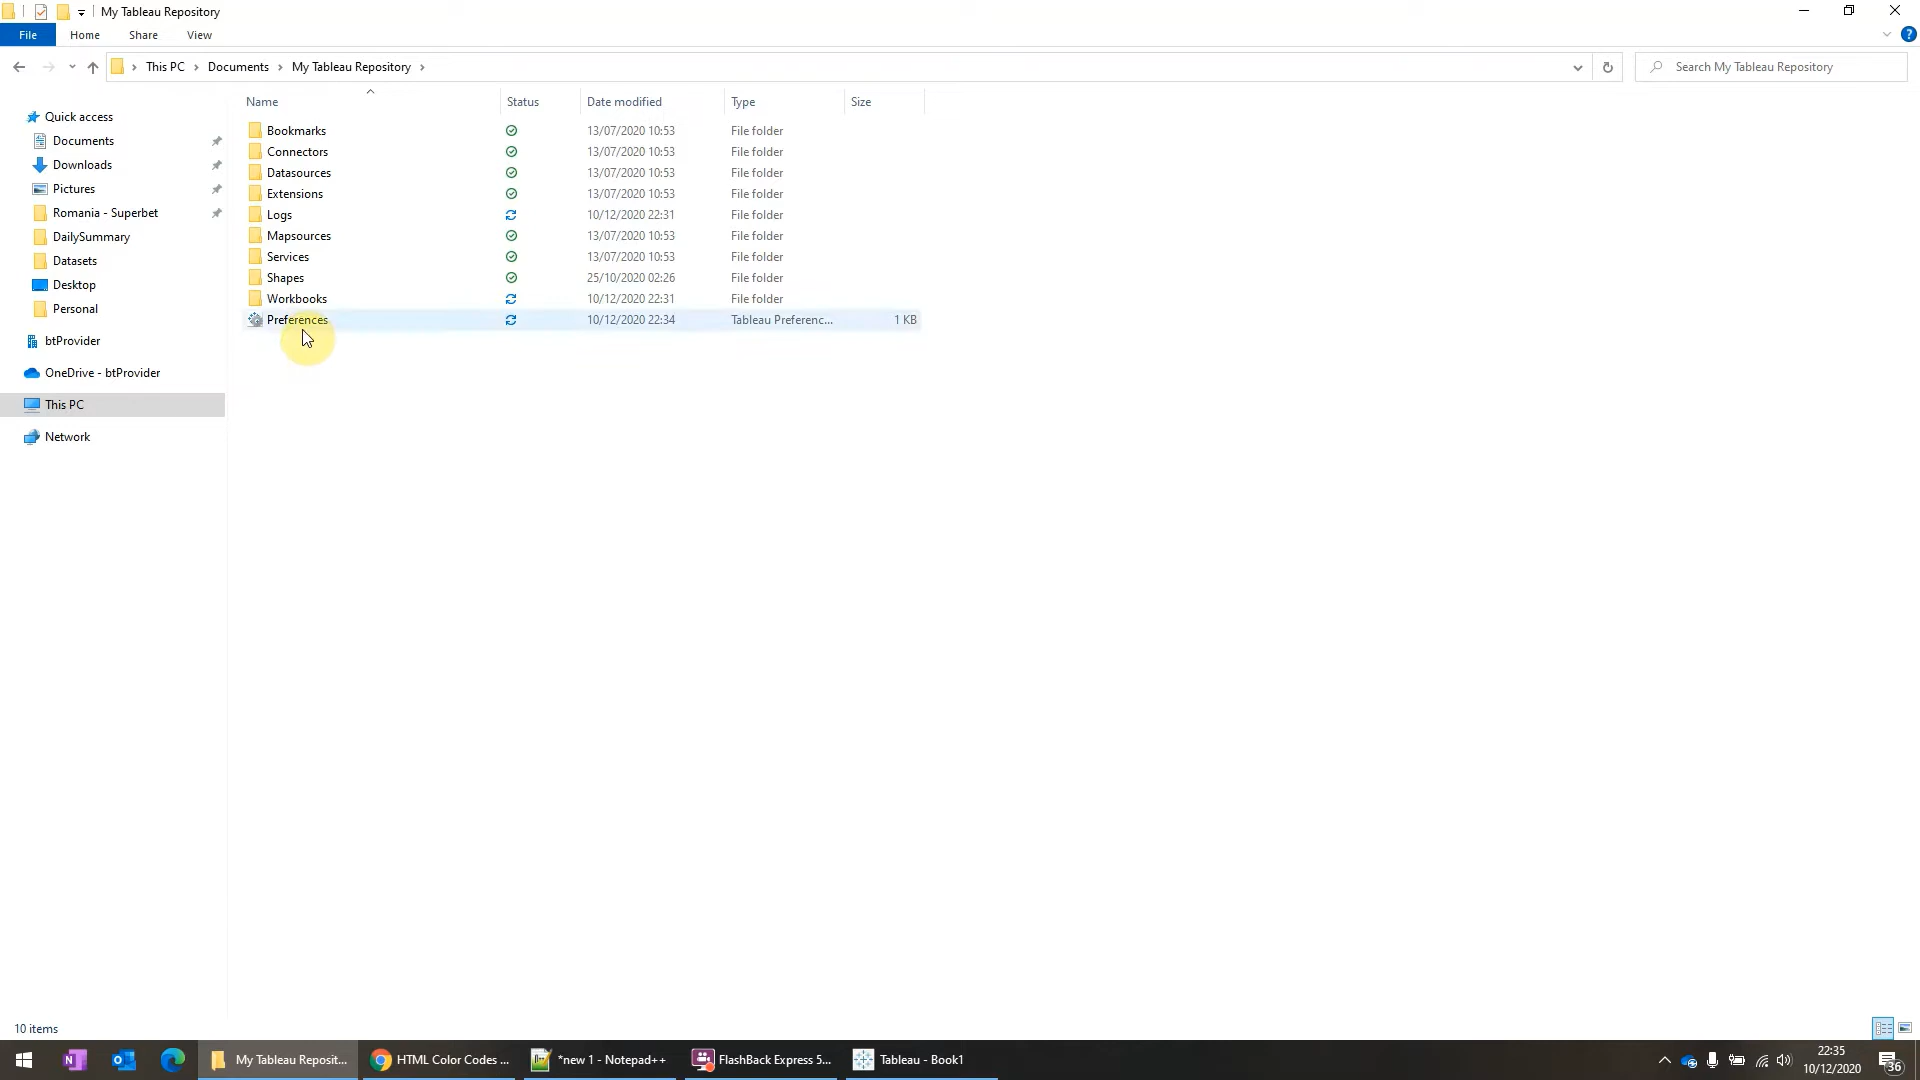 My Tableau Repository
File Home Share View
This PC Documents My Tableau Repository
Search My Tableau Repository
Name Status Date modified Type Size
Quick access
Documents
Downloads
Pictures
Romania - Superbet
DailySummary
Datasets
Desktop
Personal
btProvider
OneDrive - btProvider
This PC
Network
Bookmarks 13/07/2020 10:53 File folder
Connectors 13/07/2020 10:53 File folder
Datasources 13/07/2020 10:53 File folder
Extensions 13/07/2020 10:53 File folder
Logs 10/12/2020 22:31 File folder
Mapsources 13/07/2020 10:53 File folder
Services 13/07/2020 10:53 File folder
Shapes 25/10/2020 02:26 File folder
Workbooks 10/12/2020 22:31 File folder
Preferences 10/12/2020 22:34 Tableau Preferenc... 1 KB
10 items
My Tableau Reposit... HTML Color Codes ... *new 1 - Notepad++ FlashBack Express 5... Tableau - Book1
22:35
10/12/2020
36